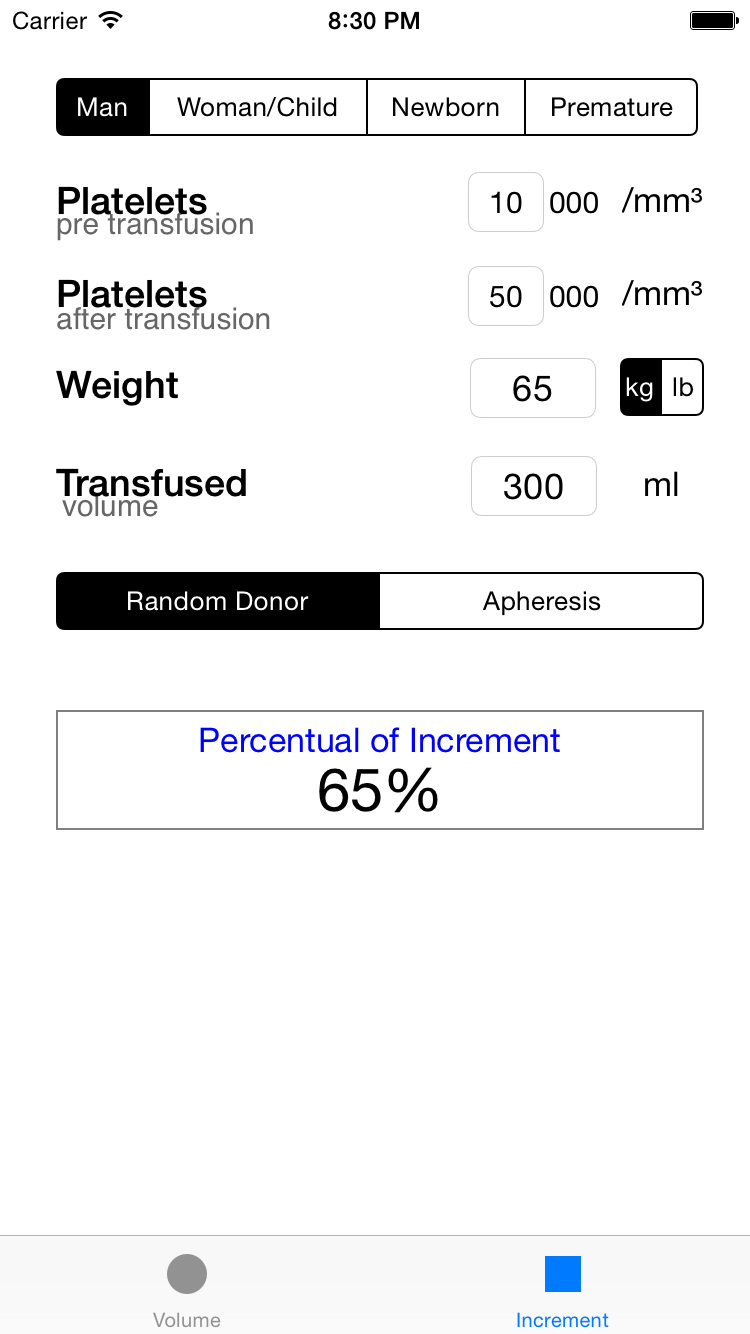 Carrier 8:30 PM
Man Woman/Child Newborn Premature
Platelets 10 000 /mm³
pre transfusion
Platelets 50 000 /mm³
after transfusion
Weight 65 kg lb
Transfused 300 ml
volume
Random Donor Apheresis
Percentual of Increment
65%
Volume Increment